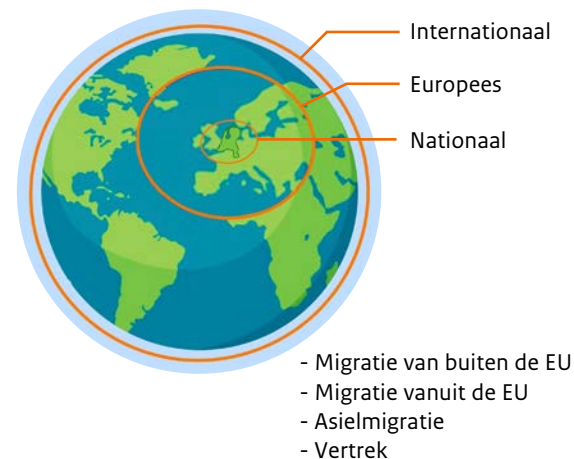 Internationaal
Europees
Nationaal
- Migratie van buiten de EU
- Migratie vanuit de EU
- Asielmigratie
- Vertrek